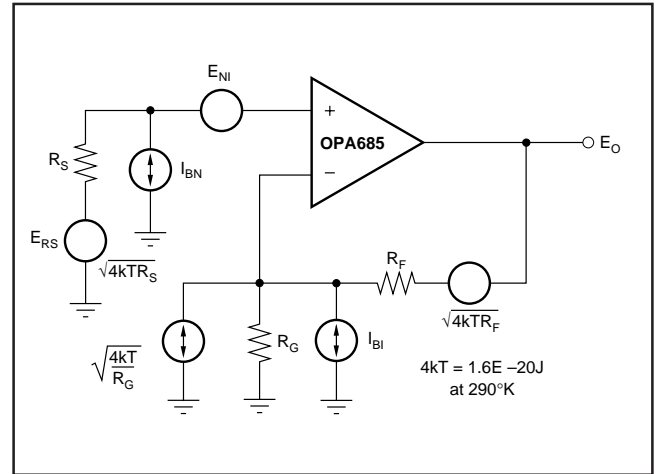 E_NI
+
OPA685
−
E_O
R_S
I_BN
E_RS
√4kTR_S
R_F
√4kTR_F
√4kT/R_G
R_G
I_BI
4kT = 1.6E –20J
at 290°K